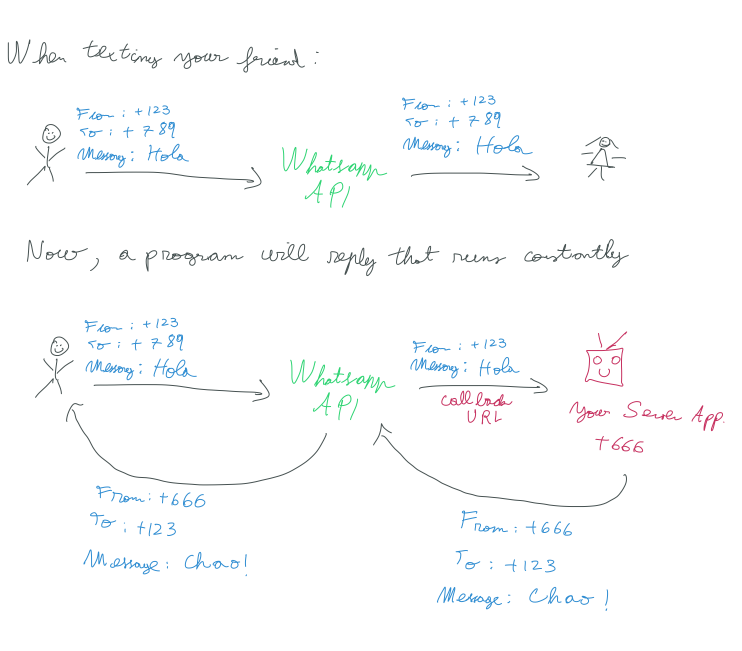 When texting your friend:
From: +123
To: +789
Message: Hola
Whatsapp
API
From: +123
To: +789
Message: Hola
Now, a program will reply that runs constantly
From: +123
To: +789
Message: Hola
Whatsapp
API
From: +123
Message: Hola
callback
URL
Your Server App.
+666
From: +666
To: +123
Message: Chao!
From: +666
To: +123
Message: Chao!